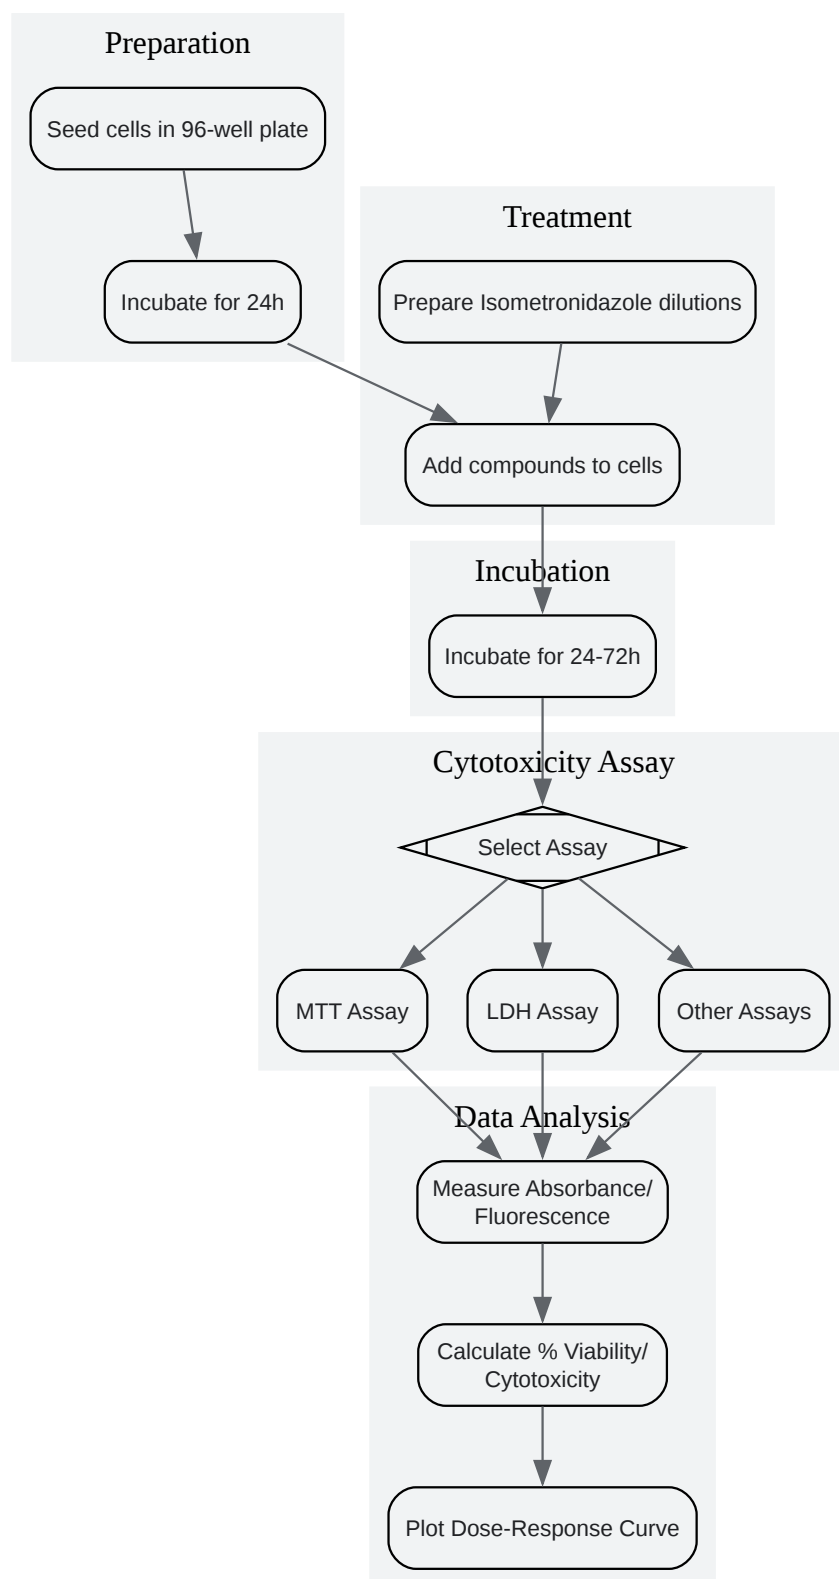 Preparation
Seed cells in 96-well plate
Incubate for 24h
Treatment
Prepare Isometronidazole dilutions
Add compounds to cells
Incubation
Incubate for 24-72h
Cytotoxicity Assay
Select Assay
MTT Assay
LDH Assay
Other Assays
Data Analysis
Measure Absorbance/
Fluorescence
Calculate % Viability/
Cytotoxicity
Plot Dose-Response Curve